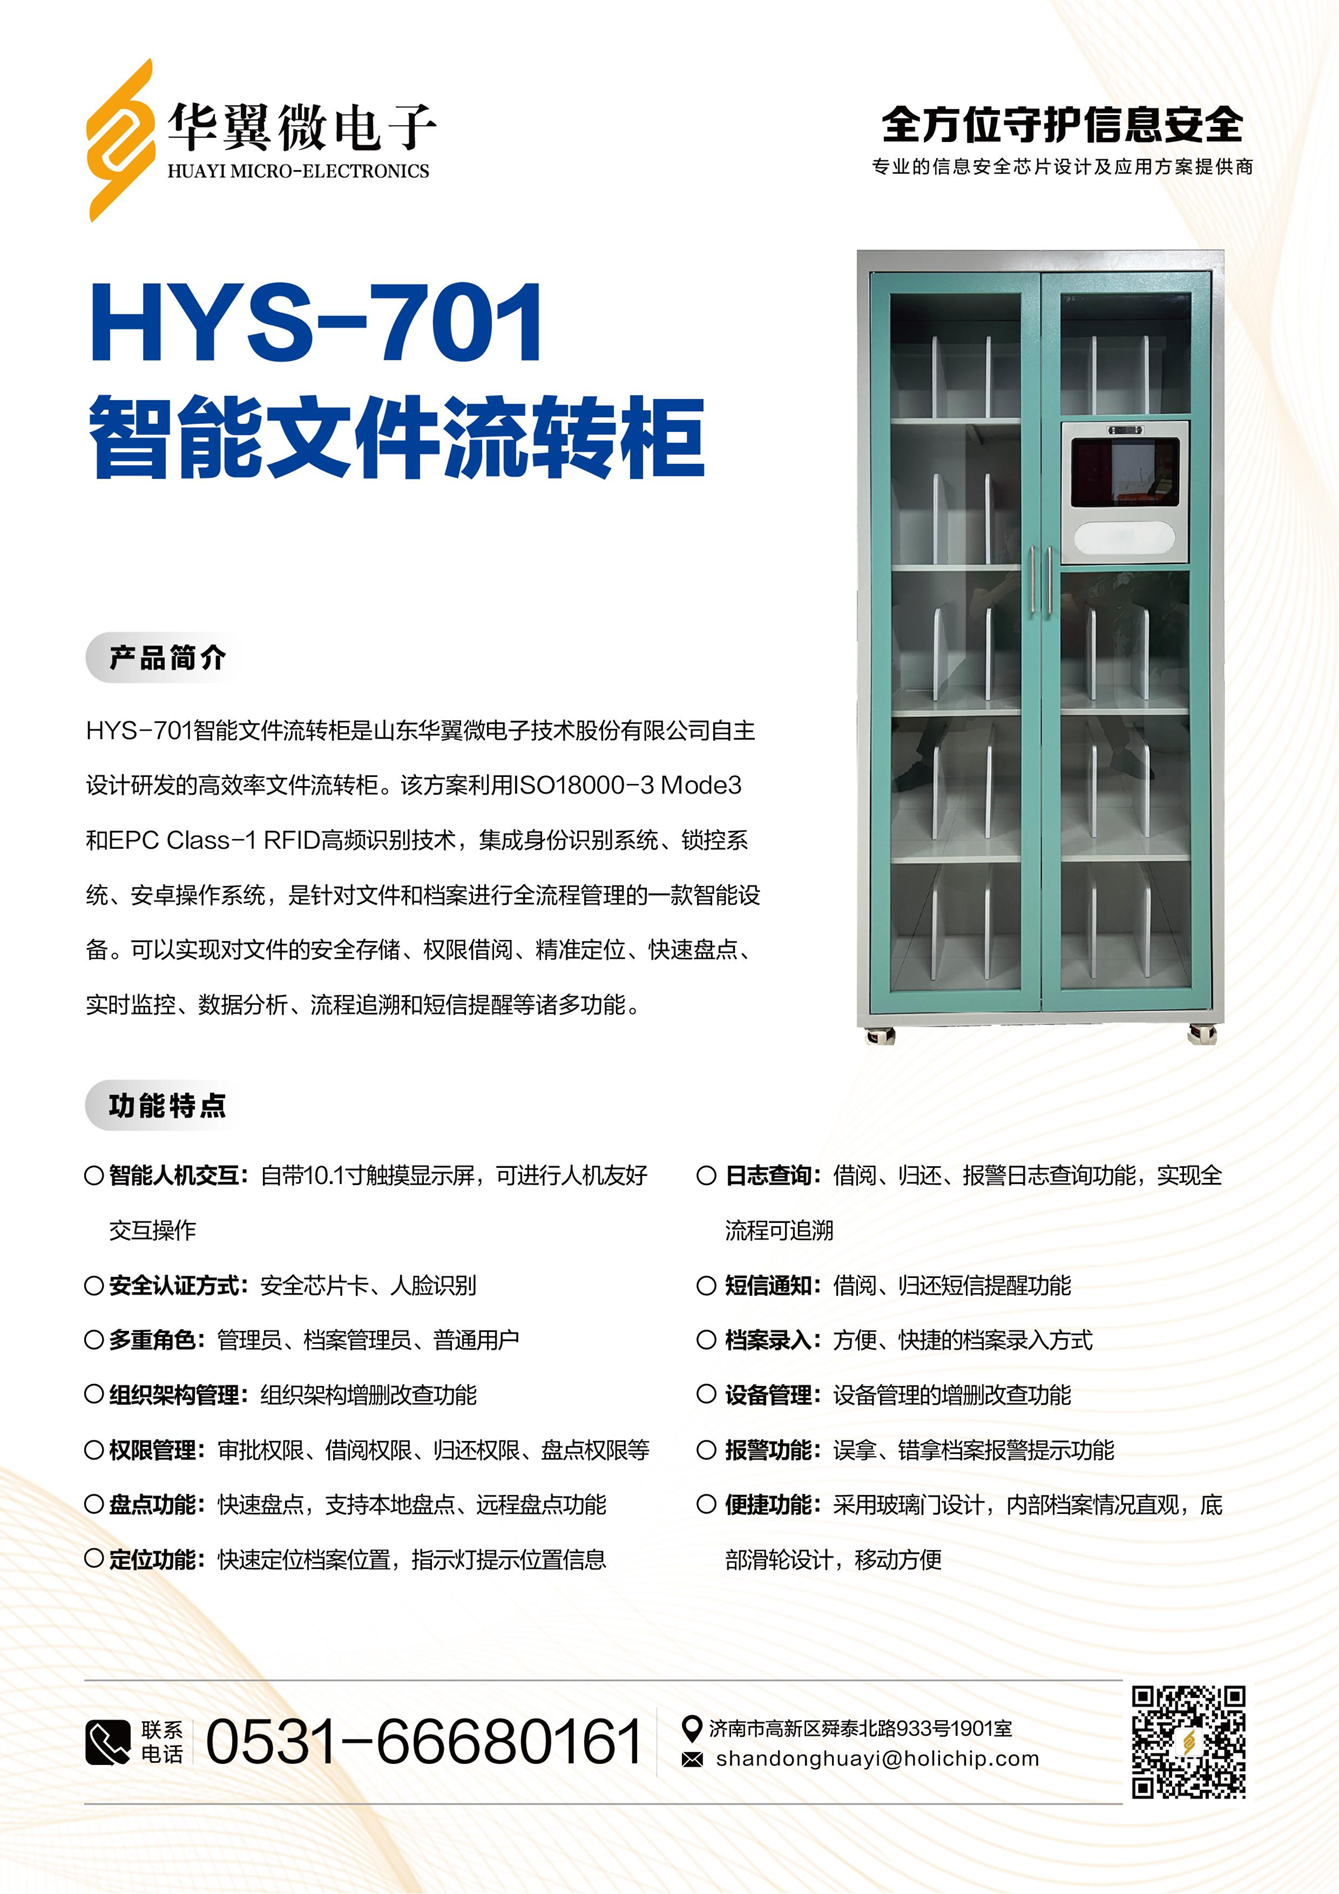 华翼微电子
HUAYI MICRO-ELECTRONICS
全方位守护信息安全
专业的信息安全芯片设计及应用方案提供商
HYS-701
智能文件流转柜
产品简介
HYS-701智能文件流转柜是山东华翼微电子技术股份有限公司自主
设计研发的高效率文件流转柜。该方案利用ISO18000-3 Mode3
和EPC Class-1 RFID高频识别技术，集成身份识别系统、锁控系
统、安卓操作系统，是针对文件和档案进行全流程管理的一款智能设
备。可以实现对文件的安全存储、权限借阅、精准定位、快速盘点、
实时监控、数据分析、流程追溯和短信提醒等诸多功能。
功能特点
智能人机交互：自带10.1寸触摸显示屏，可进行人机友好
交互操作
安全认证方式：安全芯片卡、人脸识别
多重角色：管理员、档案管理员、普通用户
组织架构管理：组织架构增删改查功能
权限管理：审批权限、借阅权限、归还权限、盘点权限等
盘点功能：快速盘点，支持本地盘点、远程盘点功能
定位功能：快速定位档案位置，指示灯提示位置信息
日志查询：借阅、归还、报警日志查询功能，实现全
流程可追溯
短信通知：借阅、归还短信提醒功能
档案录入：方便、快捷的档案录入方式
设备管理：设备管理的增删改查功能
报警功能：误拿、错拿档案报警提示功能
便捷功能：采用玻璃门设计，内部档案情况直观，底
部滑轮设计，移动方便
联系
电话
0531-66680161
济南市高新区舜泰北路933号1901室
shandonghuayi@holichip.com